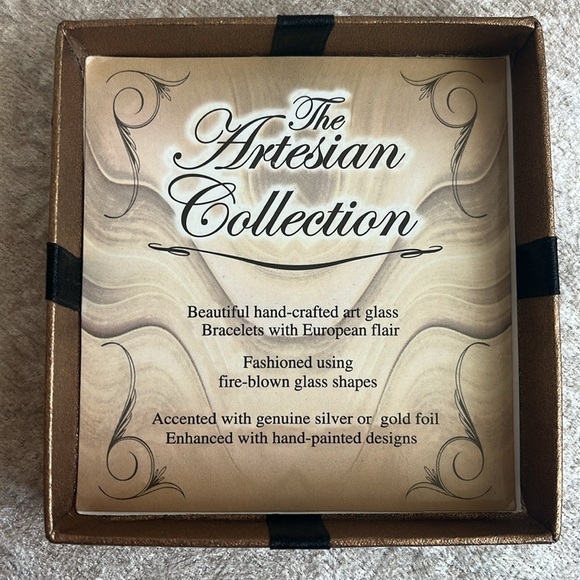 The
Artesian
Collection
Beautiful hand-crafted art glass
Bracelets with European flair
Fashioned using
fire-blown glass shapes
Accented with genuine silver or gold foil
Enhanced with hand-painted designs